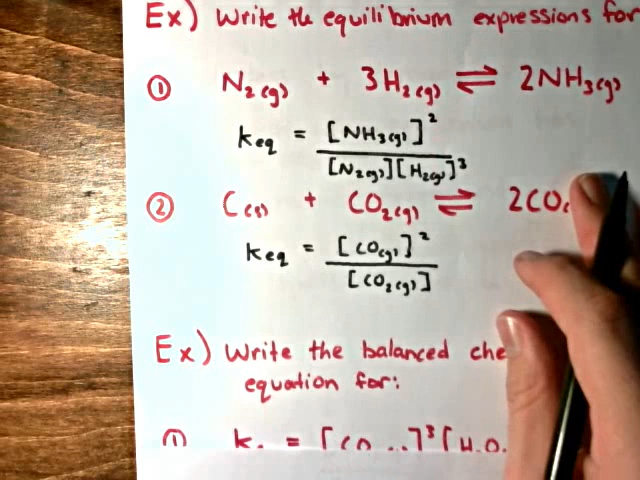 Ex) Write the equilibrium expressions for
① N₂(g) + 3H₂(g) ⇌ 2NH₃(g)
Keq = [NH₃(g)]²
[N₂(g)][H₂(g)]³
② C(s) + CO₂(g) ⇌ 2CO
Keq = [CO(g)]²
[CO₂(g)]
Ex) Write the balanced che
equation for:
① = [CO